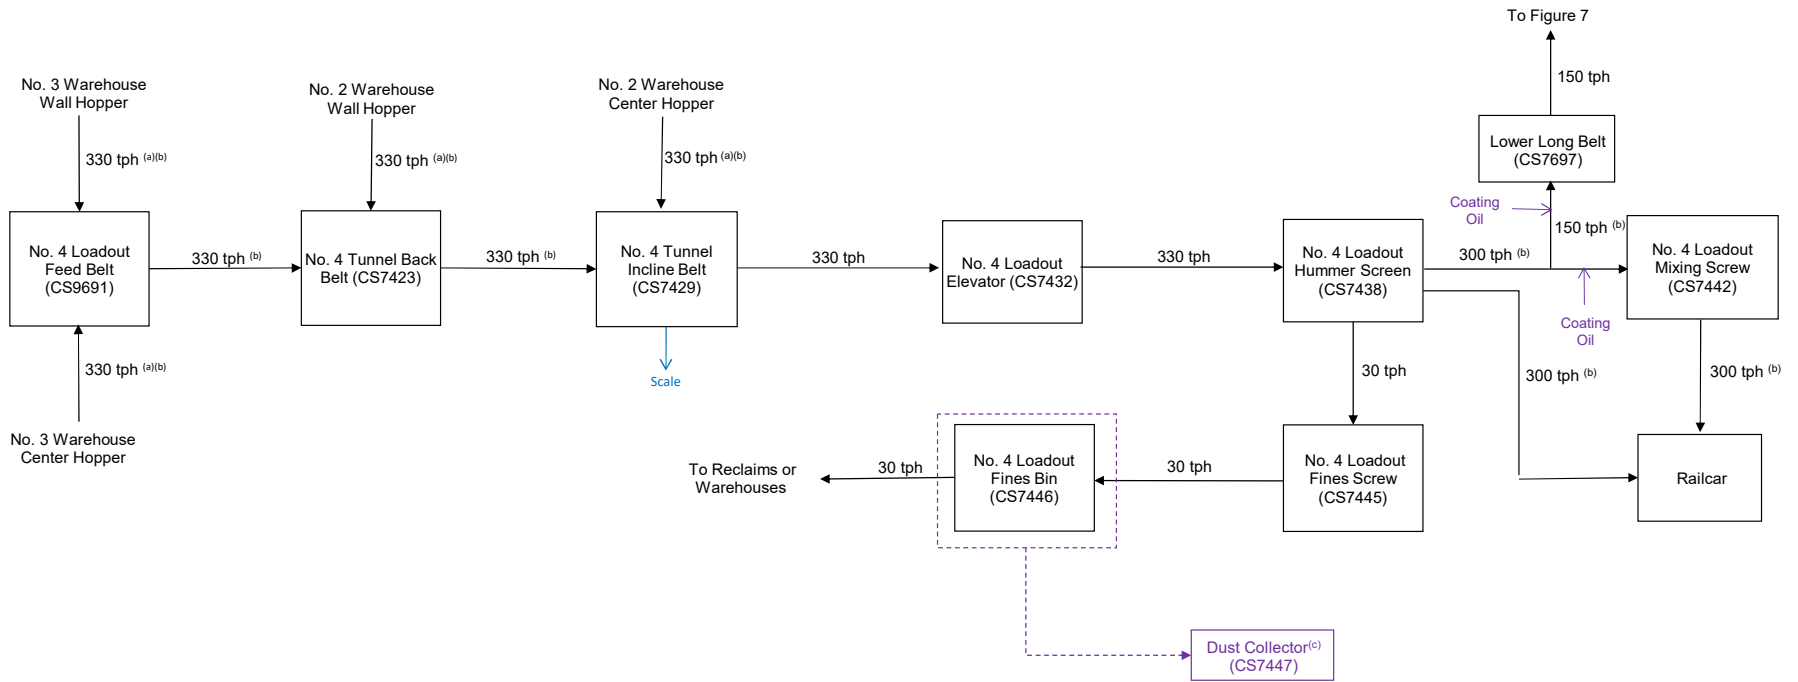 To Figure 7
150 tph
No. 3 Warehouse
Wall Hopper
No. 2 Warehouse
Wall Hopper
No. 2 Warehouse
Center Hopper
330 tph (a)(b)
330 tph (a)(b)
330 tph (a)(b)
Lower Long Belt
(CS7697)
Coating
Oil
150 tph (b)
No. 4 Loadout
Feed Belt
(CS9691)
330 tph (b)
No. 4 Tunnel Back
Belt (CS7423)
330 tph (b)
No. 4 Tunnel
Incline Belt
(CS7429)
330 tph
No. 4 Loadout
Elevator (CS7432)
330 tph
No. 4 Loadout
Hummer Screen
(CS7438)
300 tph (b)
No. 4 Loadout
Mixing Screw
(CS7442)
Coating
Oil
330 tph (a)(b)
Scale
30 tph
300 tph (b)
300 tph (b)
No. 3 Warehouse
Center Hopper
To Reclaims or
Warehouses
30 tph
No. 4 Loadout
Fines Bin
(CS7446)
30 tph
No. 4 Loadout
Fines Screw
(CS7445)
Railcar
Dust Collector(c)
(CS7447)